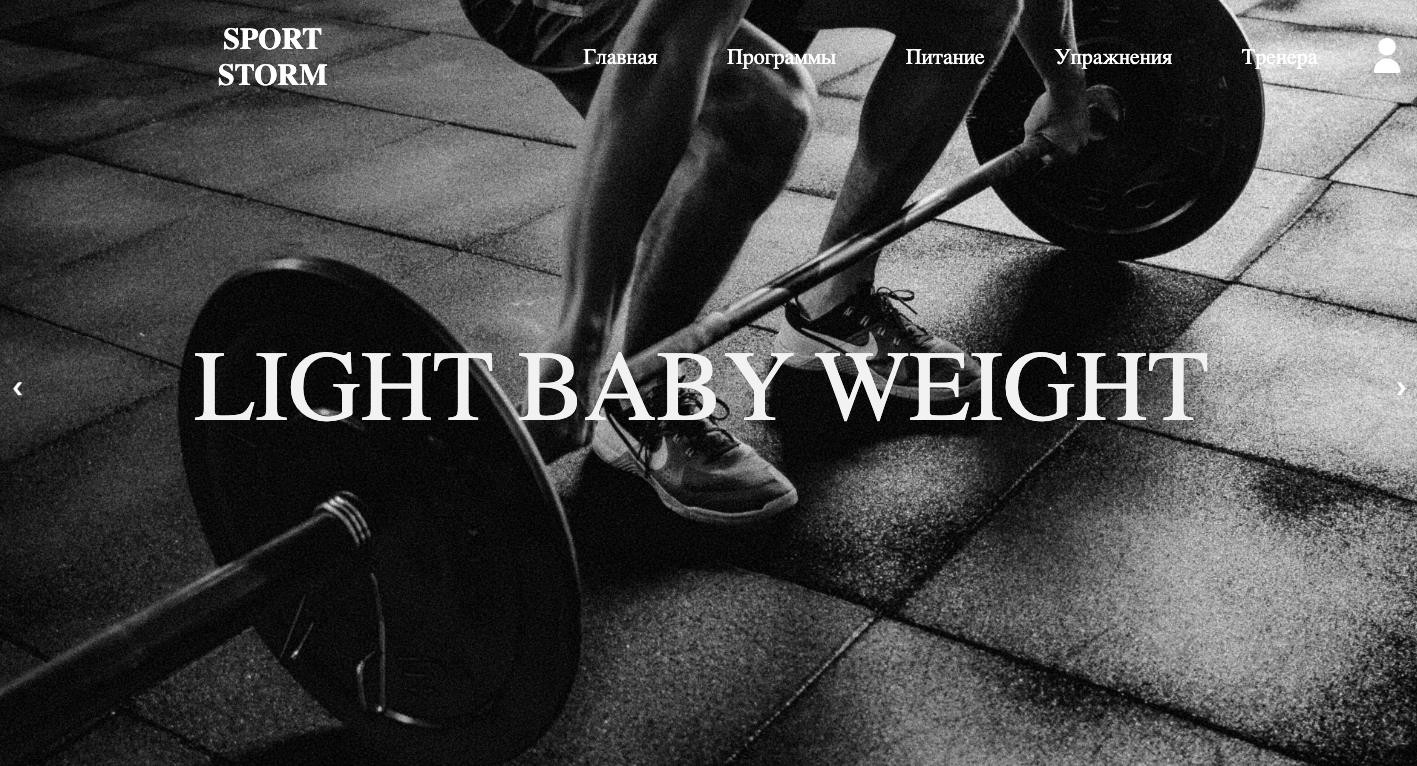 SPORT
STORM
Главная Программы Питание Упражнения Тренера
‹ ›
LIGHT BABY WEIGHT